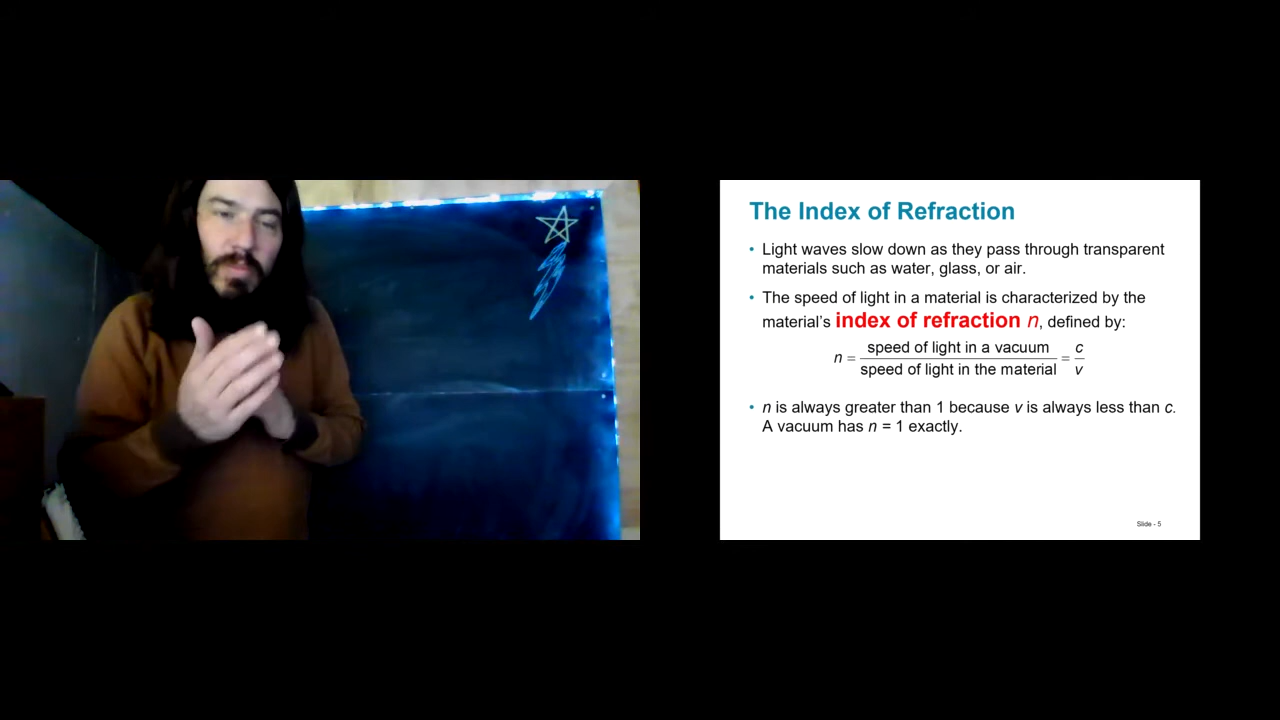 The Index of Refraction
• Light waves slow down as they pass through transparent
materials such as water, glass, or air.
• The speed of light in a material is characterized by the
material's index of refraction n, defined by:
n = speed of light in a vacuum / speed of light in the material = c / v
• n is always greater than 1 because v is always less than c.
A vacuum has n = 1 exactly.
Slide - 5